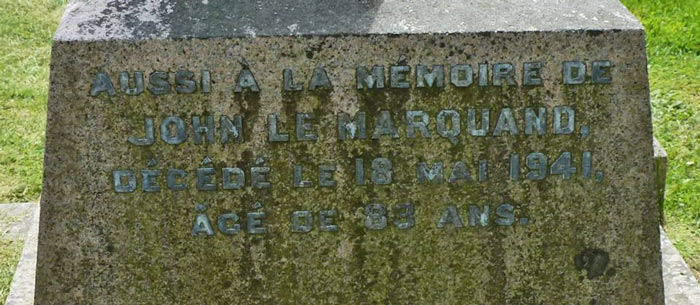 AUSSI À LA MÉMOIRE DE
JOHN LE MARQUAND,
DÉCÉDÉ LE 18 MAI 1941,
ÂGÉ DE 83 ANS.